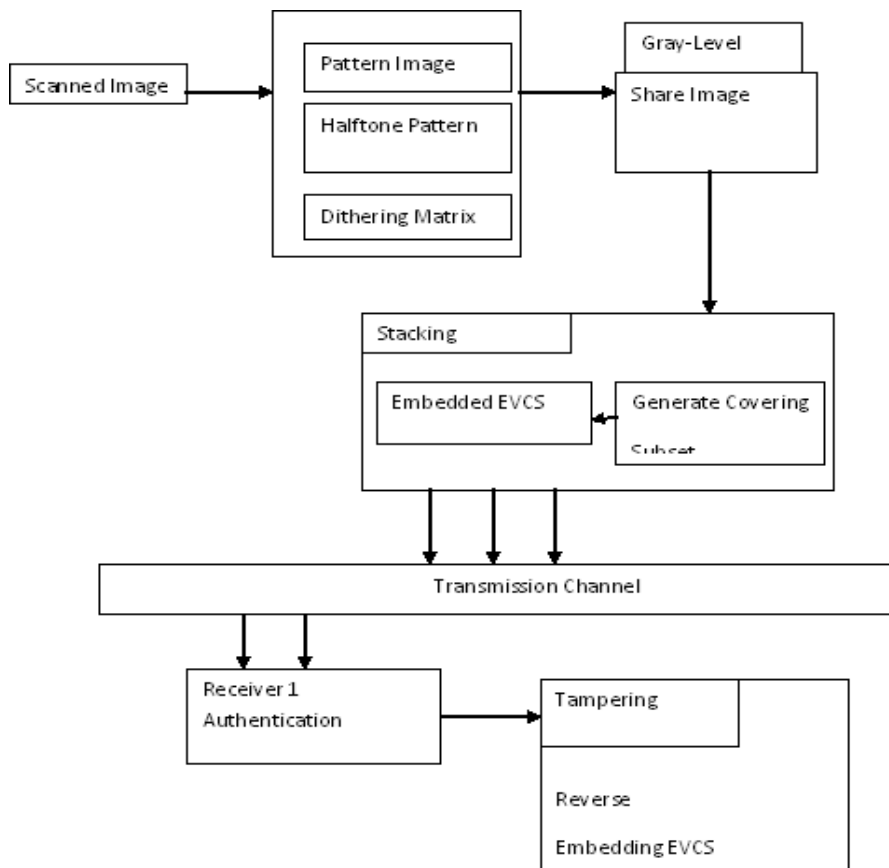 Scanned Image
Pattern Image
Halftone Pattern
Dithering Matrix
Gray-Level
Share Image
Stacking
Embedded EVCS
Generate Covering
Subset
Transmission Channel
Receiver 1
Authentication
Tampering
Reverse
Embedding EVCS